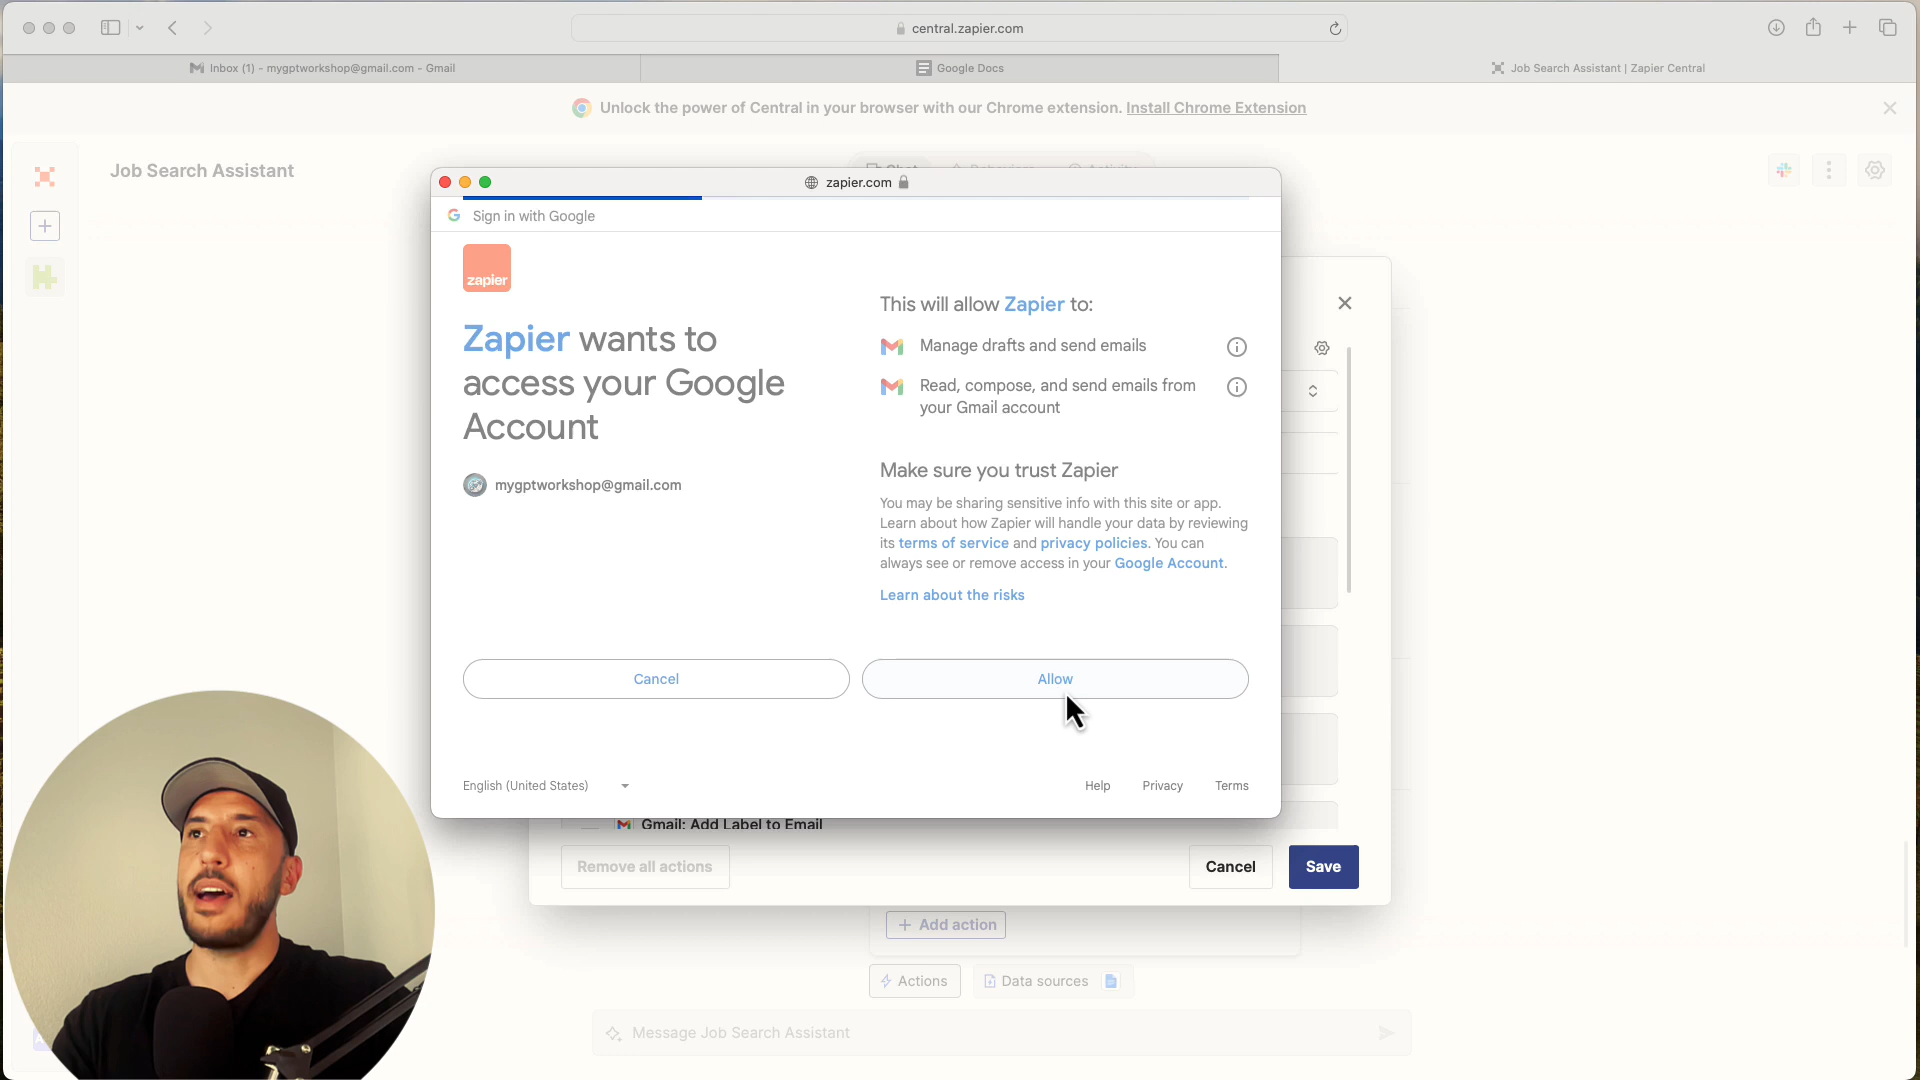 central.zapier.com
Inbox (1) - mygptworkshop@gmail.com - Gmail
Google Docs
Job Search Assistant | Zapier Central
Unlock the power of Central in your browser with our Chrome extension. Install Chrome Extension
Job Search Assistant
Chat
Behaviors
Activity
zapier.com
Sign in with Google
zapier
Zapier wants to
access your Google
Account
mygptworkshop@gmail.com
This will allow Zapier to:
Manage drafts and send emails
Read, compose, and send emails from
your Gmail account
Make sure you trust Zapier
You may be sharing sensitive info with this site or app.
Learn about how Zapier will handle your data by reviewing
its terms of service and privacy policies. You can
always see or remove access in your Google Account.
Learn about the risks
Cancel
Allow
English (United States)
Help
Privacy
Terms
Gmail: Add Label to Email
Remove all actions
Cancel
Save
+ Add action
Actions
Data sources
Message Job Search Assistant